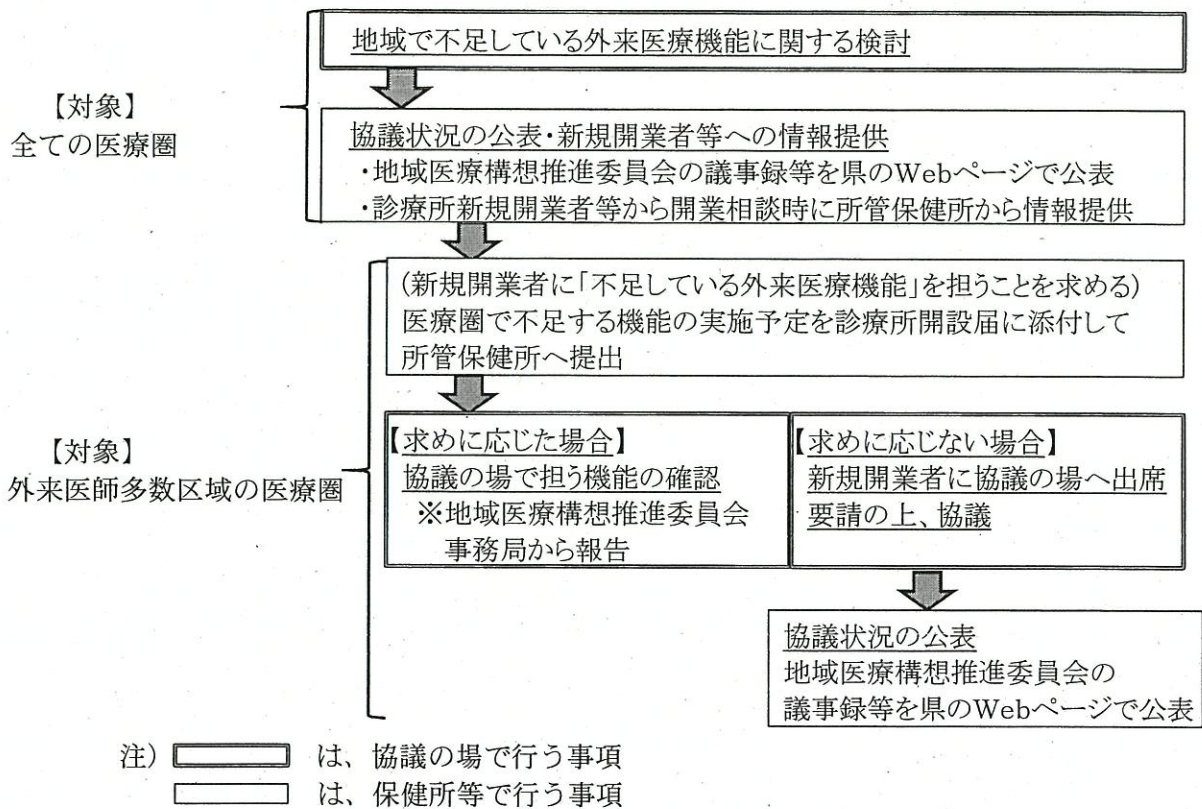 地域で不足している外来医療機能に関する検討
【対象】
全ての医療圏
協議状況の公表・新規開業者等への情報提供
・地域医療構想推進委員会の議事録等を県のWebページで公表
・診療所新規開業者等から開業相談時に所管保健所から情報提供
(新規開業者に「不足している外来医療機能」を担うことを求める)
医療圏で不足する機能の実施予定を診療所開設届に添付して
所管保健所へ提出
【対象】
外来医師多数区域の医療圏
【求めに応じた場合】
協議の場で担う機能の確認
※地域医療構想推進委員会
事務局から報告
【求めに応じない場合】
新規開業者に協議の場へ出席
要請の上、協議
協議状況の公表
地域医療構想推進委員会の
議事録等を県のWebページで公表
注) は、協議の場で行う事項
は、保健所等で行う事項